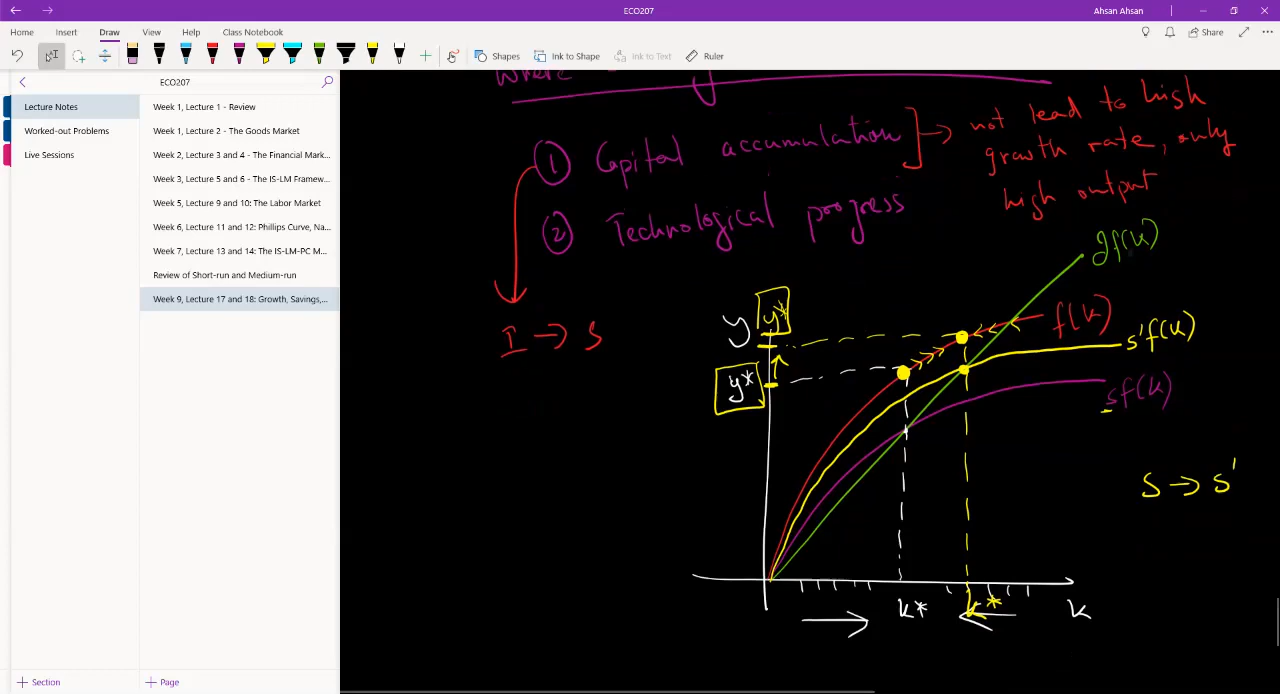 ECO207
Ahsan Ahsan
Home Insert Draw View Help Class Notebook
Share
Shapes Ink to Shape Ink to Text Ruler
ECO207
Lecture Notes
Worked-out Problems
Live Sessions
Week 1, Lecture 1 - Review
Week 1, Lecture 2 - The Goods Market
Week 2, Lecture 3 and 4 - The Financial Mark...
Week 3, Lecture 5 and 6 - The IS-LM Framew...
Week 5, Lecture 9 and 10: The Labor Market
Week 6, Lecture 11 and 12: Phillips Curve, Na...
Week 7, Lecture 13 and 14: The IS-LM-PC M...
Review of Short-run and Medium-run
Week 9, Lecture 17 and 18: Growth, Savings,...
+ Section
+ Page
where
① Capital accumulation → not lead to high
growth rate, only
high output
② Technological progress
I → S
y y*
y*
f(k)
s'f(k)
sf(k)
S → S'
k* k* k